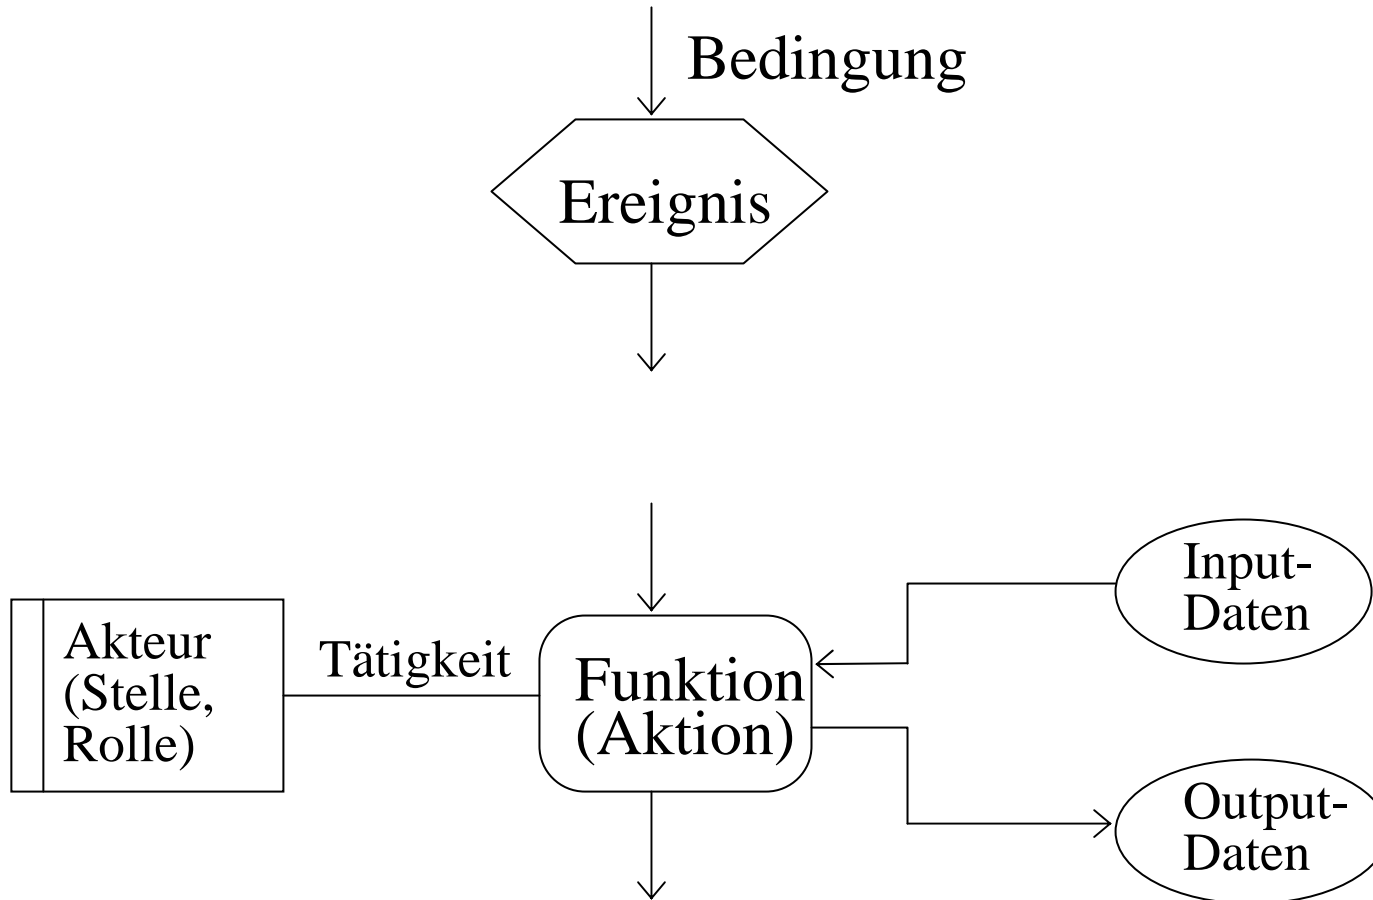 Bedingung
Ereignis
Akteur
(Stelle,
Rolle)
Tätigkeit
Funktion
(Aktion)
Input-
Daten
Output-
Daten